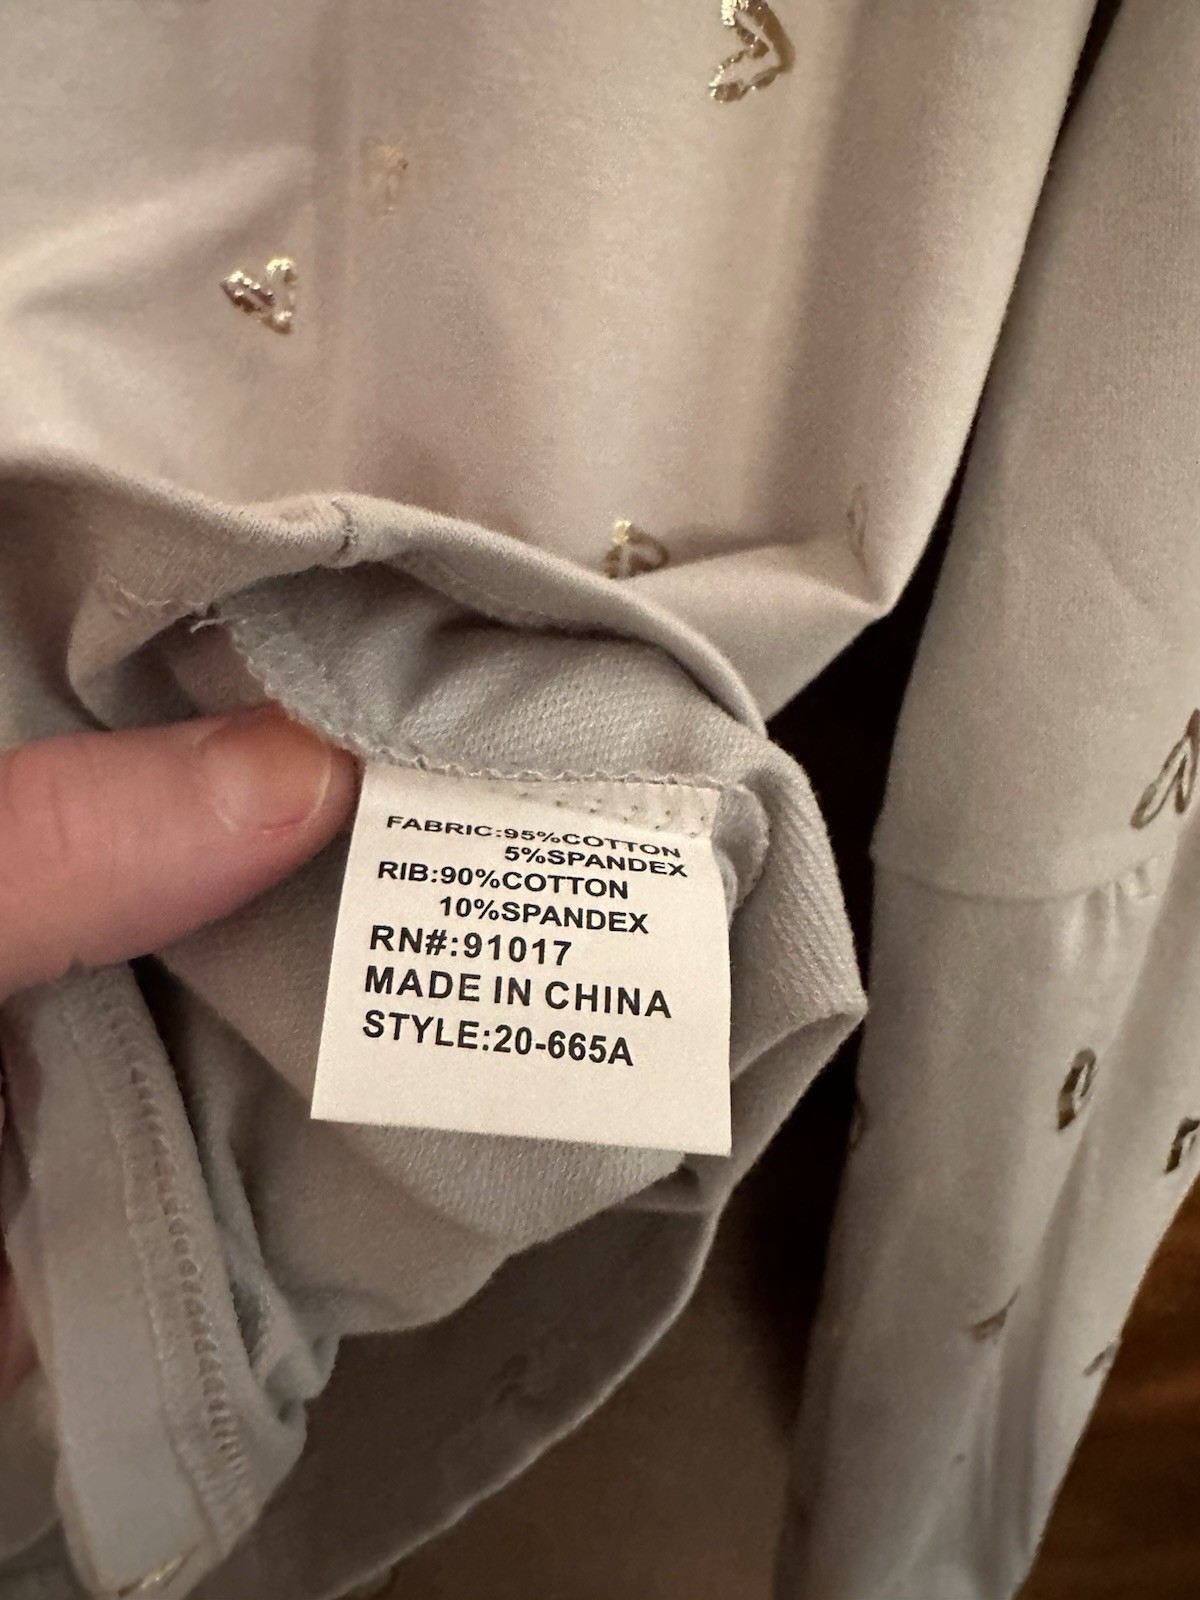 FABRIC:95%COTTON
5%SPANDEX
RIB:90%COTTON
10%SPANDEX
RN#:91017
MADE IN CHINA
STYLE:20-665A